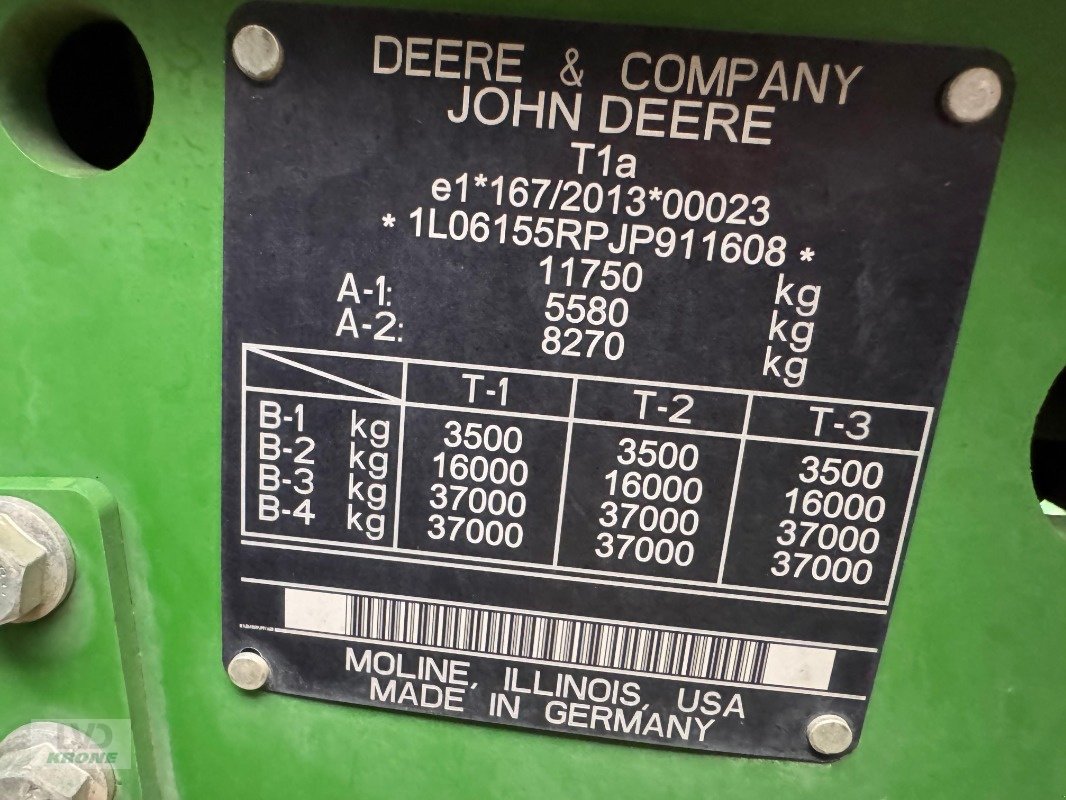 DEERE & COMPANY
JOHN DEERE
T1a
e1*167/2013*00023
* 1L06155RPJP911608 *
11750 kg
A-1: 5580 kg
A-2: 8270 kg
T-1 T-2 T-3
B-1 kg 3500 3500 3500
B-2 kg 16000 16000 16000
B-3 kg 37000 37000 37000
B-4 kg 37000 37000 37000
MOLINE, ILLINOIS, USA
MADE IN GERMANY
LVD
KRONE